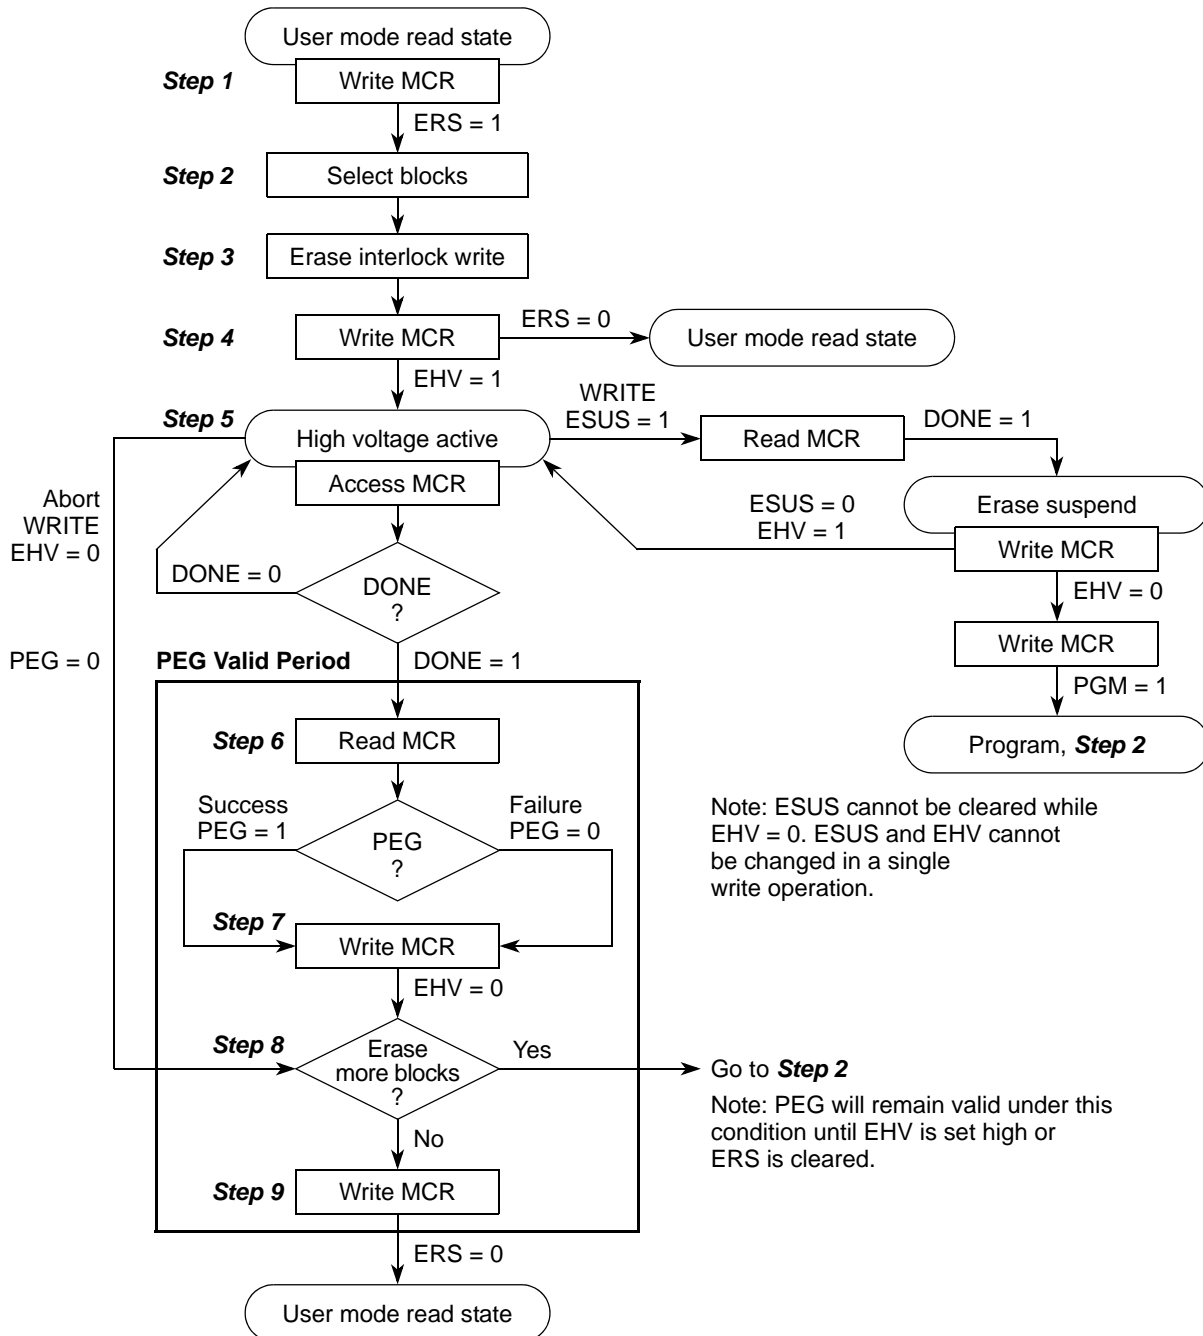 User mode read state
Step 1
Write MCR
ERS = 1
Step 2
Select blocks
Step 3
Erase interlock write
Step 4
Write MCR
ERS = 0
User mode read state
EHV = 1
Step 5
High voltage active
WRITE
ESUS = 1
Read MCR
DONE = 1
Access MCR
Abort
WRITE
EHV = 0
ESUS = 0
EHV = 1
Erase suspend
Write MCR
DONE = 0
DONE
?
EHV = 0
Write MCR
PEG = 0
PEG Valid Period
DONE = 1
PGM = 1
Step 6
Read MCR
Program, Step 2
Success
PEG = 1
Failure
PEG = 0
PEG
?
Note: ESUS cannot be cleared while
EHV = 0. ESUS and EHV cannot
be changed in a single
write operation.
Step 7
Write MCR
EHV = 0
Step 8
Erase
more blocks
?
Yes
Go to Step 2
Note: PEG will remain valid under this
condition until EHV is set high or
ERS is cleared.
No
Step 9
Write MCR
ERS = 0
User mode read state